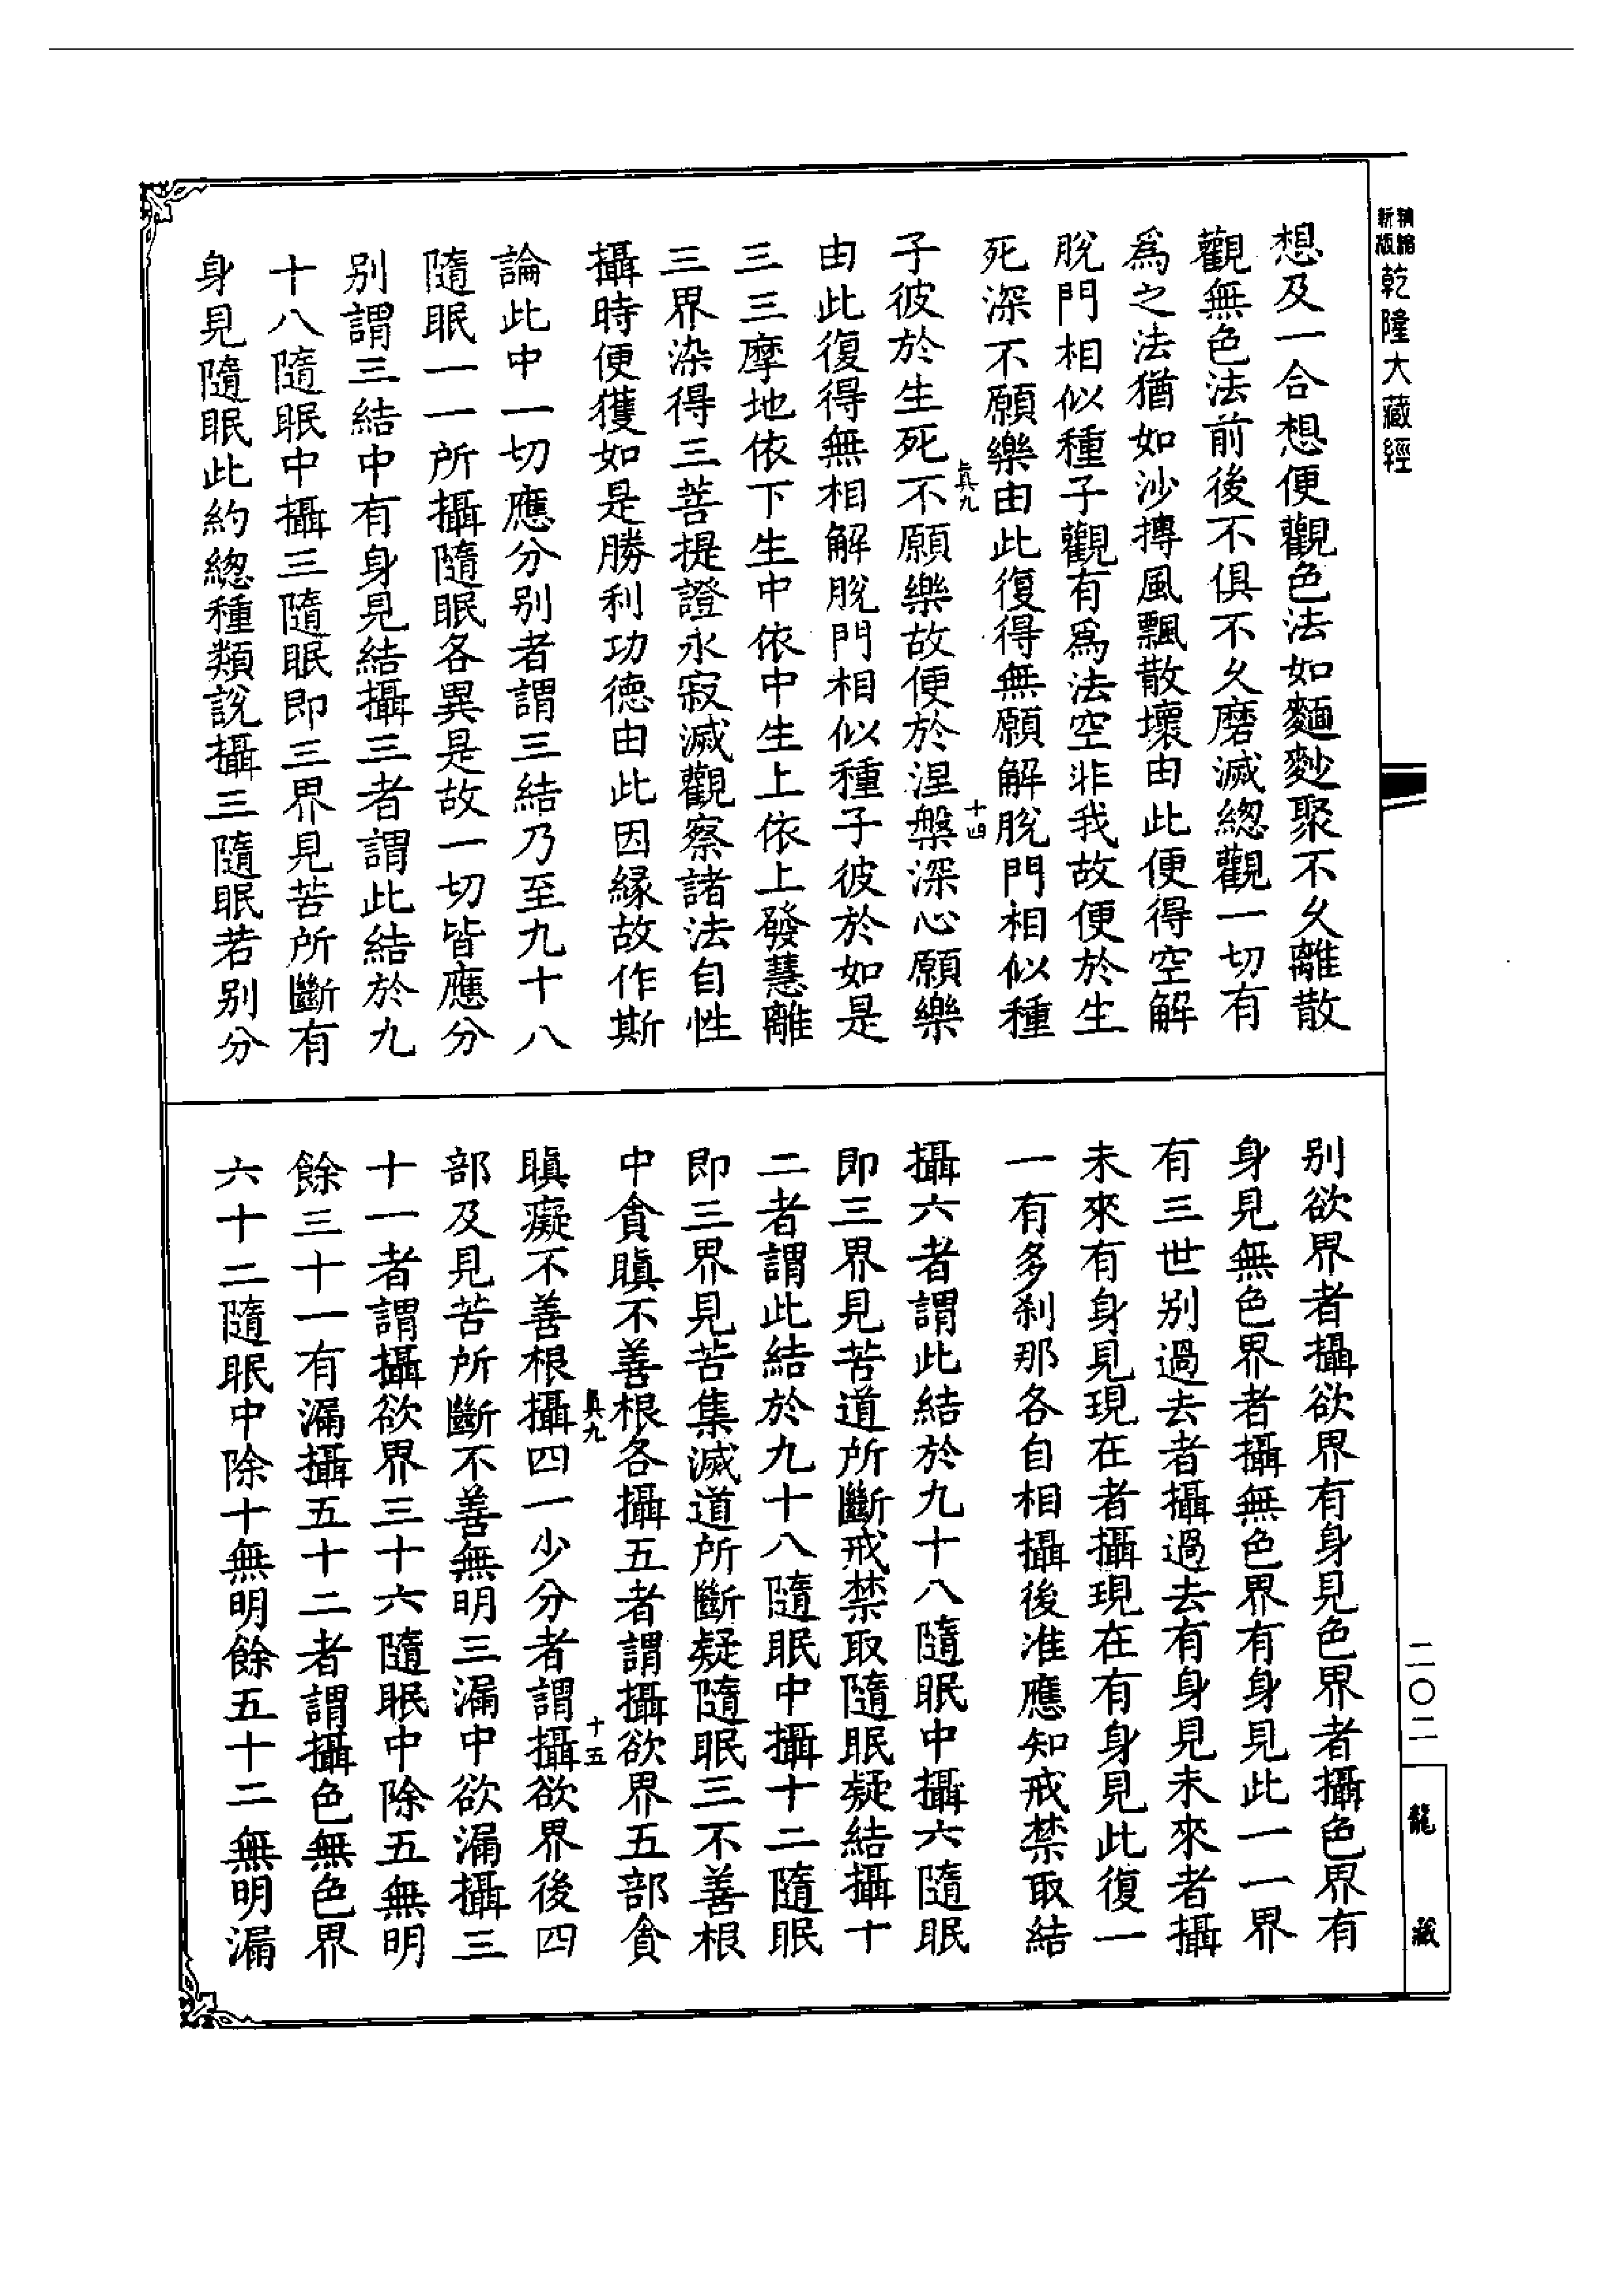 精縮新版乾隆大藏經
想及一合想便觀色法如麵麨聚不久離散
觀無色法前後不俱不久磨滅總觀一切有
爲之法猶如沙摶風飄散壞由此便得空解
脫門相似種子觀有爲法空非我故便於生
死深不願樂由此復得無願解脫門相似種
眞九
十四
子彼於生死不願樂故便於涅槃深心願樂
由此復得無相解脫門相似種子彼於如是
三三摩地依下生中依中生上依上發慧離
三界染得三菩提證永寂滅觀察諸法自性
攝時便獲如是勝利功德由此因緣故作斯
論此中一切應分別者謂三結乃至九十八
隨眠一一所攝隨眠各異是故一切皆應分
別謂三結中有身見結攝三者謂此結於九
十八隨眠中攝三隨眠即三界見苦所斷有
身見隨眠此約總種類說攝三隨眠若別分
別欲界者攝欲界有身見色界者攝色界有
身見無色界者攝無色界有身見此一一界
有三世別過去者攝過去有身見未來者攝
未來有身見現在者攝現在有身見此復一
一有多刹那各自相攝後准應知戒禁取結
攝六者謂此結於九十八隨眠中攝六隨眠
即三界見苦道所斷戒禁取隨眠疑結攝十
二者謂此結於九十八隨眠中攝十二隨眠
即三界見苦集滅道所斷疑隨眠三不善根
中貪瞋不善根各攝五者謂攝欲界五部貪
眞九
十五
瞋癡不善根攝四一少分者謂攝欲界後四
部及見苦所斷不善無明三漏中欲漏攝三
十一者謂攝欲界三十六隨眠中除五無明
餘三十一有漏攝五十二者謂攝色無色界
六十二隨眠中除十無明餘五十二無明漏
二〇二
龍藏